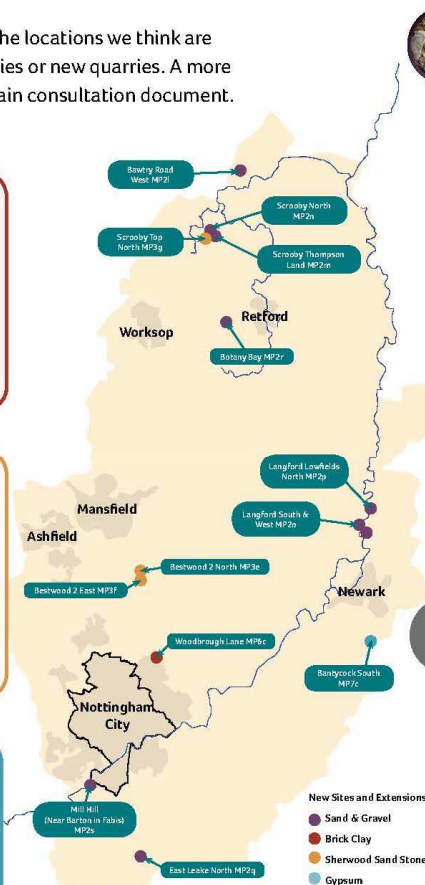 he locations we think are
ies or new quarries. A more
ain consultation document.
Bawtry Road
West MP2l
Scrooby North
MP2n
Scrooby Top
North MP3g
Scrooby Thompson
Land MP2m
Retford
Worksop
Botany Bay MP2r
Langford Lowfields
North MP2p
Mansfield
Langford South &
West MP2o
Ashfield
Bestwood 2 North MP3e
Bestwood 2 East MP3f
Newark
Woodbrough Lane MP6c
Bantycock South
MP7c
Nottingham
City
Mill Hill
(Near Barton in Fabis)
MP2s
New Sites and Extensions
Sand & Gravel
Brick Clay
Sherwood Sand Stone
Gypsum
East Leake North MP2q